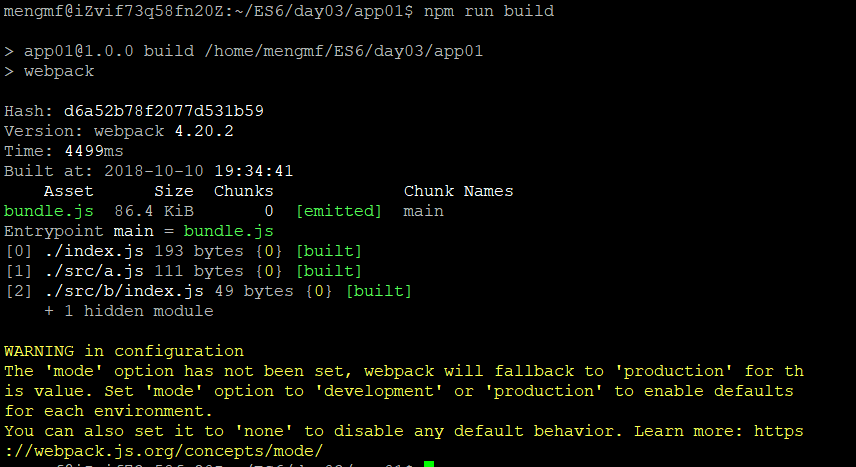 mengmf@iZvif73q58fn20Z:~/ES6/day03/app01$ npm run build
> app01@1.0.0 build /home/mengmf/ES6/day03/app01
> webpack
Hash: d6a52b78f2077d531b59
Version: webpack 4.20.2
Time: 4499ms
Built at: 2018-10-10 19:34:41
    Asset      Size  Chunks             Chunk Names
bundle.js  86.4 KiB       0  [emitted]  main
Entrypoint main = bundle.js
[0] ./index.js 193 bytes {0} [built]
[1] ./src/a.js 111 bytes {0} [built]
[2] ./src/b/index.js 49 bytes {0} [built]
    + 1 hidden module
WARNING in configuration
The 'mode' option has not been set, webpack will fallback to 'production' for th
is value. Set 'mode' option to 'development' or 'production' to enable defaults
for each environment.
You can also set it to 'none' to disable any default behavior. Learn more: https
://webpack.js.org/concepts/mode/